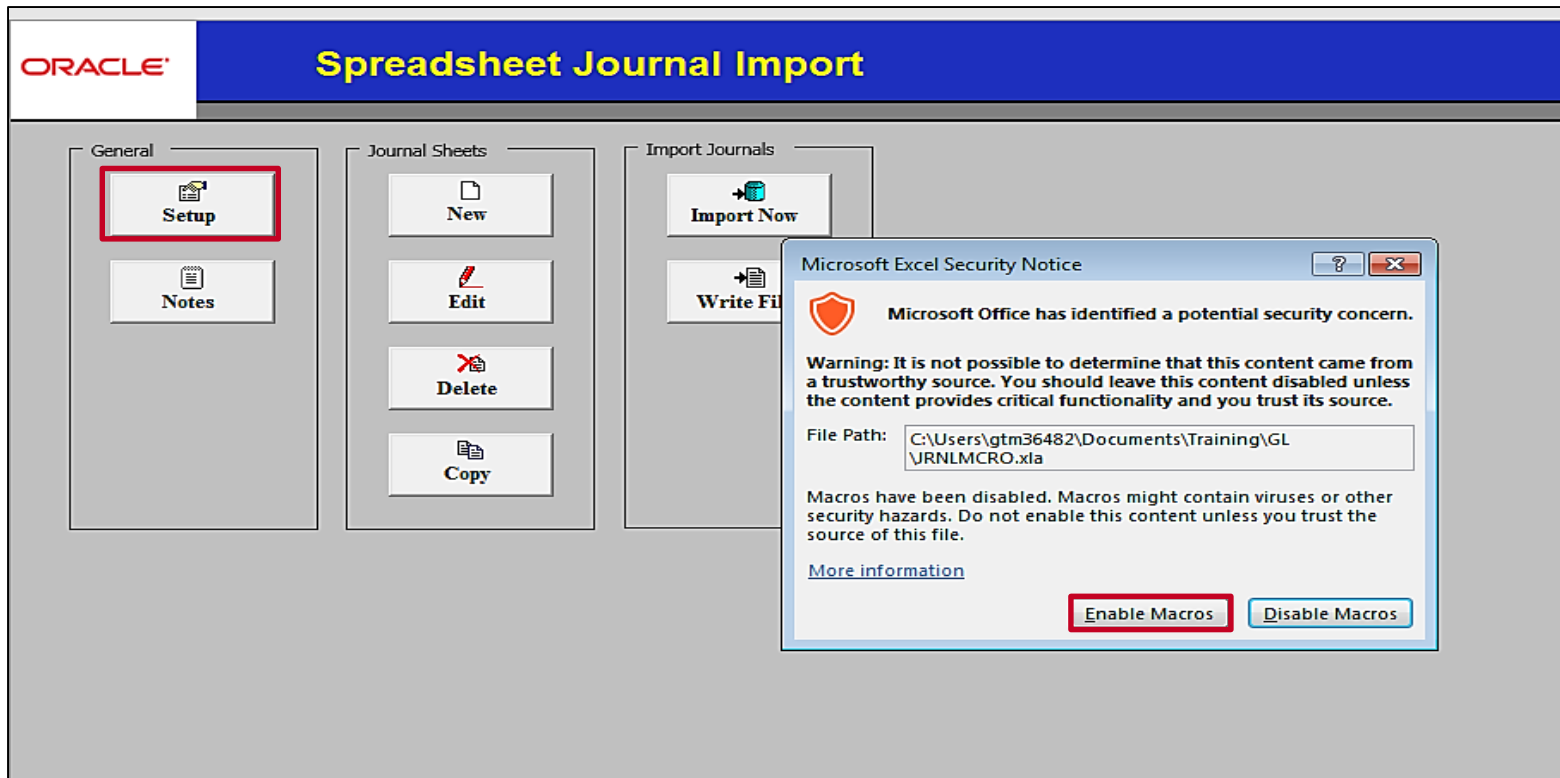 ORACLE'
Spreadsheet Journal Import
General
Setup
Notes
Journal Sheets
New
Edit
Delete
Copy
Import Journals
Import Now
Write Fil
Microsoft Excel Security Notice
?
Microsoft Office has identified a potential security concern.
Warning: It is not possible to determine that this content came from
a trustworthy source. You should leave this content disabled unless
the content provides critical functionality and you trust its source.
File Path:
C:\Users\gtm36482\Documents\Training\GL
\JRNLMCRO.xla
Macros have been disabled. Macros might contain viruses or other
security hazards. Do not enable this content unless you trust the
source of this file.
More information
Enable Macros
Disable Macros